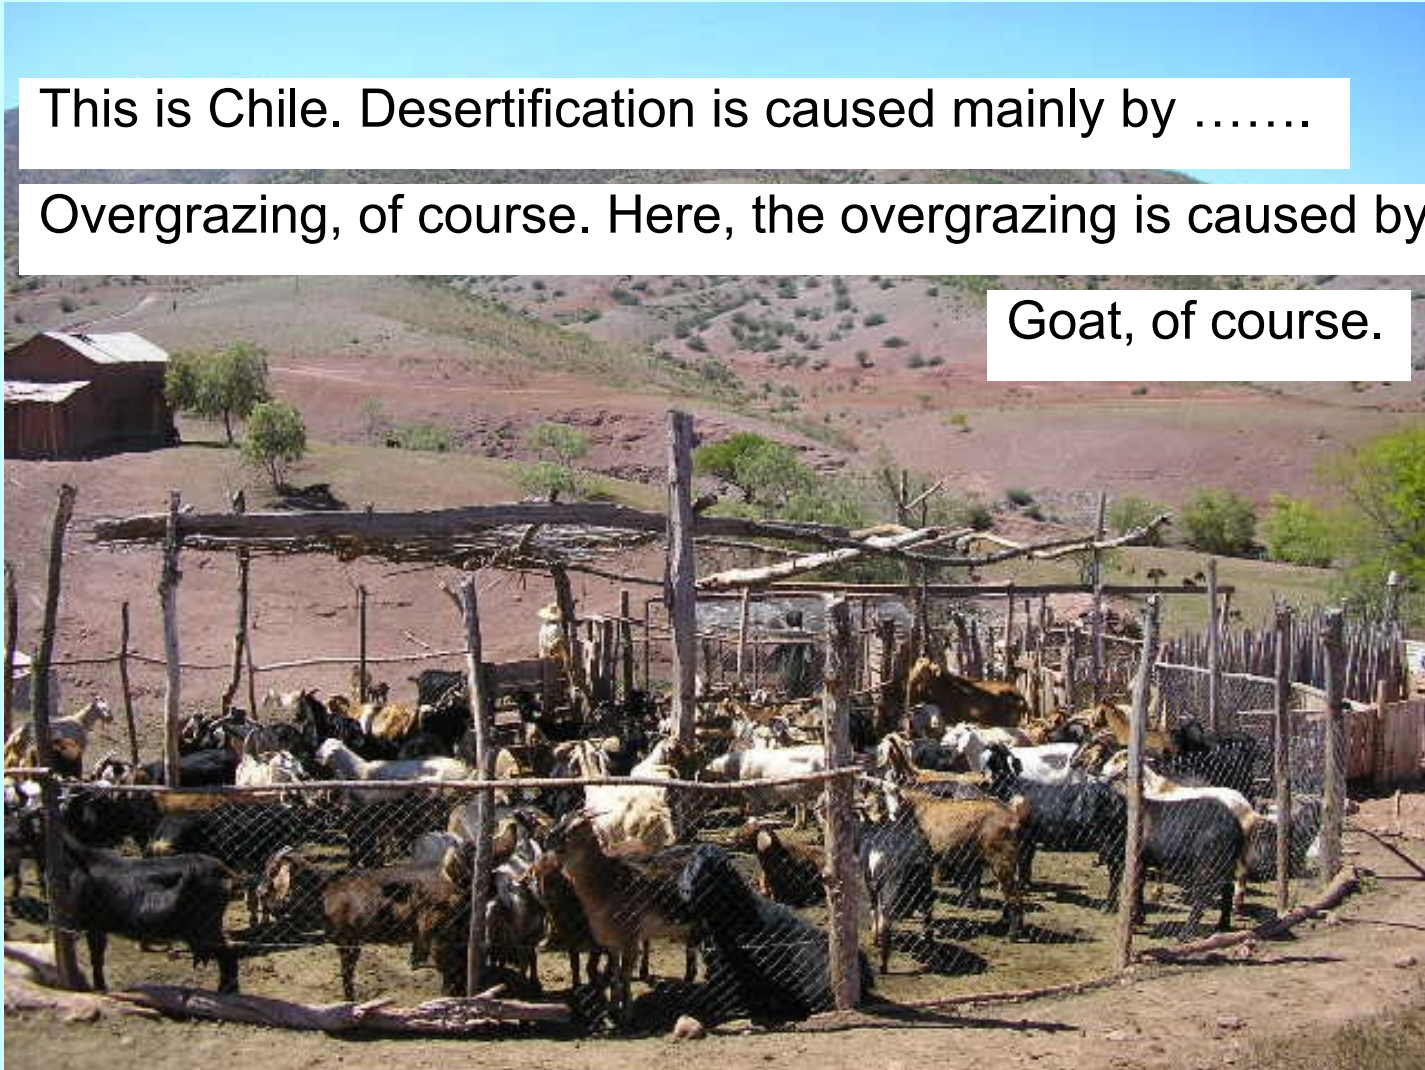 This is Chile. Desertification is caused mainly by …….
Overgrazing, of course. Here, the overgrazing is caused by
Goat, of course.